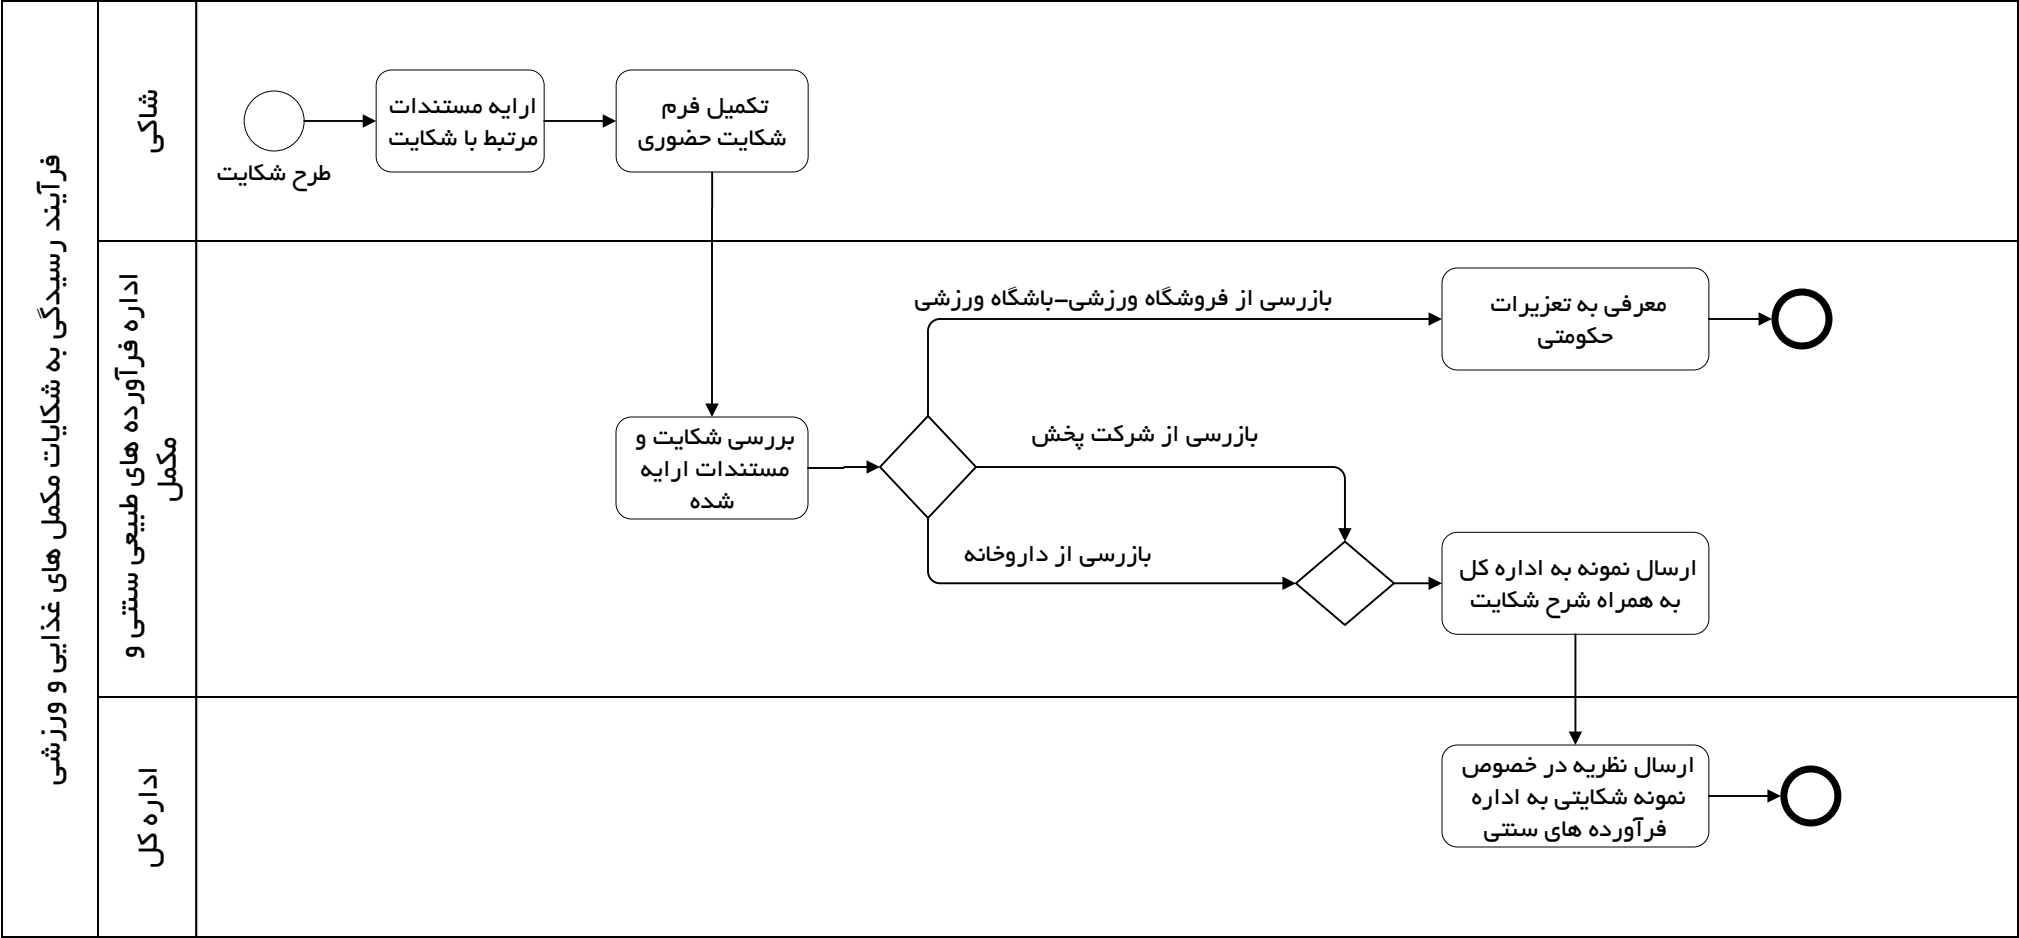 فرآیند رسیدگی به شکایات مکمل های غذایی و ورزشی
شاکی
طرح شکایت
ارایه مستندات
مرتبط با شکایت
تکمیل فرم
شکایت حضوری
اداره فرآورده های طبیعی سنتی و
مکمل
بررسی شکایت و
مستندات ارایه
شده
بازرسی از فروشگاه ورزشی-باشگاه ورزشی
معرفی به تعزیرات
حکومتی
بازرسی از شرکت پخش
بازرسی از داروخانه
ارسال نمونه به اداره کل
به همراه شرح شکایت
اداره کل
ارسال نظریه در خصوص
نمونه شکایتی به اداره
فرآورده های سنتی